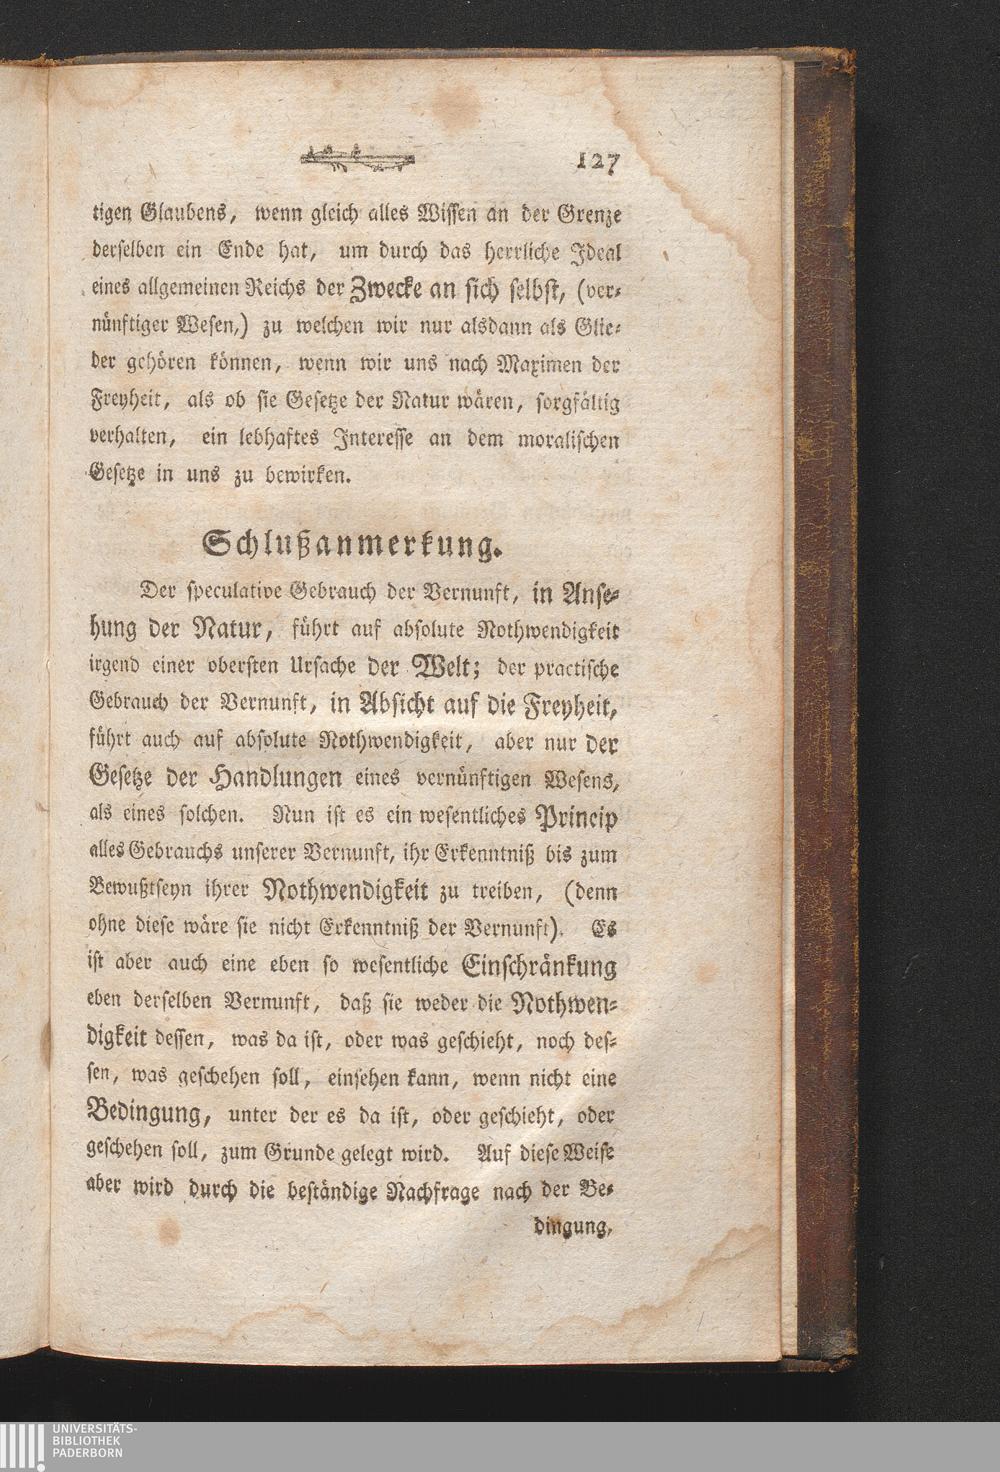 127
tigen Glaubens, wenn gleich alles Wissen an der Grenze
derselben ein Ende hat, um durch das herrliche Ideal
eines allgemeinen Reichs der Zwecke an sich selbst, (ver-
nünftiger Wesen,) zu welchen wir nur alsdann als Glie-
der gehören können, wenn wir uns nach Maximen der
Freyheit, als ob sie Gesetze der Natur wären, sorgfältig
verhalten, ein lebhaftes Interesse an dem moralischen
Gesetze in uns zu bewirken.
Schlußanmerkung.
Der speculative Gebrauch der Vernunft, in Anse-
hung der Natur, führt auf absolute Nothwendigkeit
irgend einer obersten Ursache der Welt; der practische
Gebrauch der Vernunft, in Absicht auf die Freyheit,
führt auch auf absolute Nothwendigkeit, aber nur der
Gesetze der Handlungen eines vernünftigen Wesens,
als eines solchen. Nun ist es ein wesentliches Princip
alles Gebrauchs unserer Vernunft, ihr Erkenntniß bis zum
Bewußtseyn ihrer Nothwendigkeit zu treiben, (denn
ohne diese wäre sie nicht Erkenntniß der Vernunft). Es
ist aber auch eine eben so wesentliche Einschränkung
eben derselben Vernunft, daß sie weder die Nothwen-
digkeit dessen, was da ist, oder was geschieht, noch des-
sen, was geschehen soll, einsehen kann, wenn nicht eine
Bedingung, unter der es da ist, oder geschieht, oder
geschehen soll, zum Grunde gelegt wird. Auf diese Weise
aber wird durch die beständige Nachfrage nach der Be-
dingung,
UNIVERSITÄTS-
BIBLIOTHEK
PADERBORN